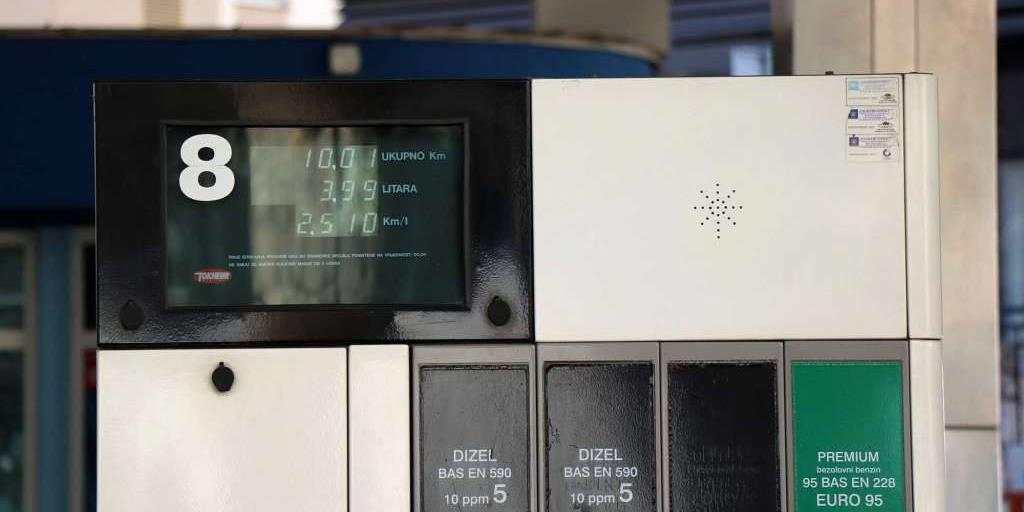 8
10.01 UKUPNO Km
3.99 LITARA
2.510 Km/l
TOKHEIM
DIZEL
BAS EN 590
10 ppm 5
DIZEL
BAS EN 590
10 ppm 5
PREMIUM
bezolovni benzin
95 BAS EN 228
EURO 95